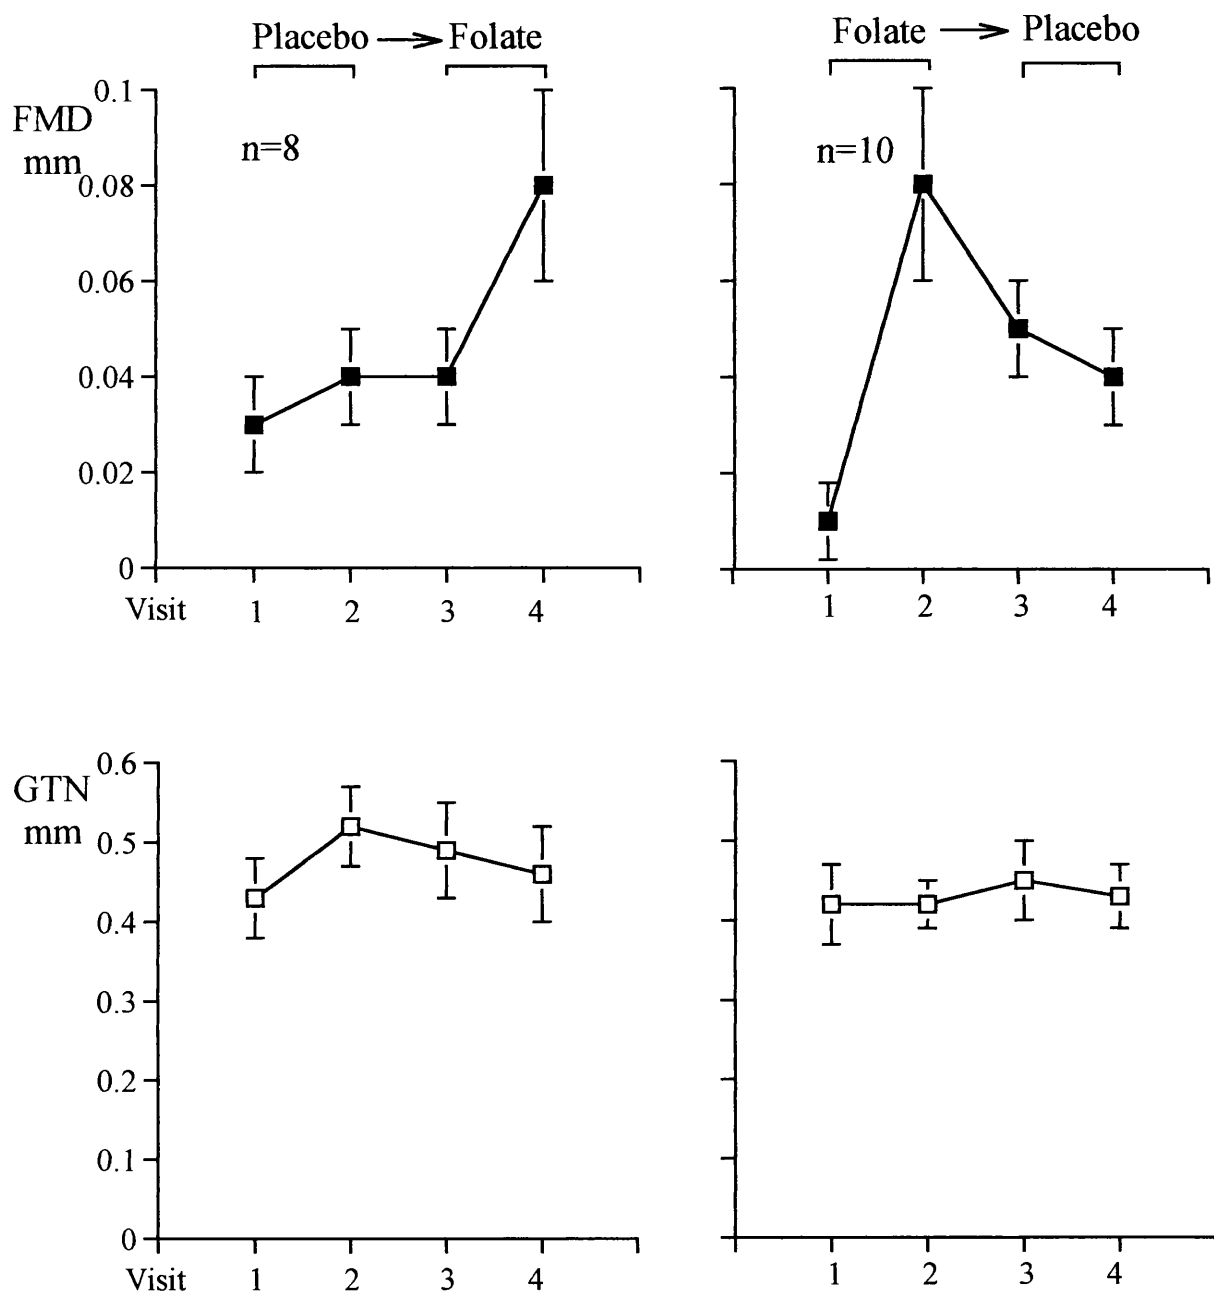 Placebo → Folate
Folate → Placebo
FMD
mm
0.1
0.08
0.06
0.04
0.02
0
n=8
n=10
Visit 1 2 3 4
1 2 3 4
GTN
mm
0.6
0.5
0.4
0.3
0.2
0.1
0
Visit 1 2 3 4
1 2 3 4